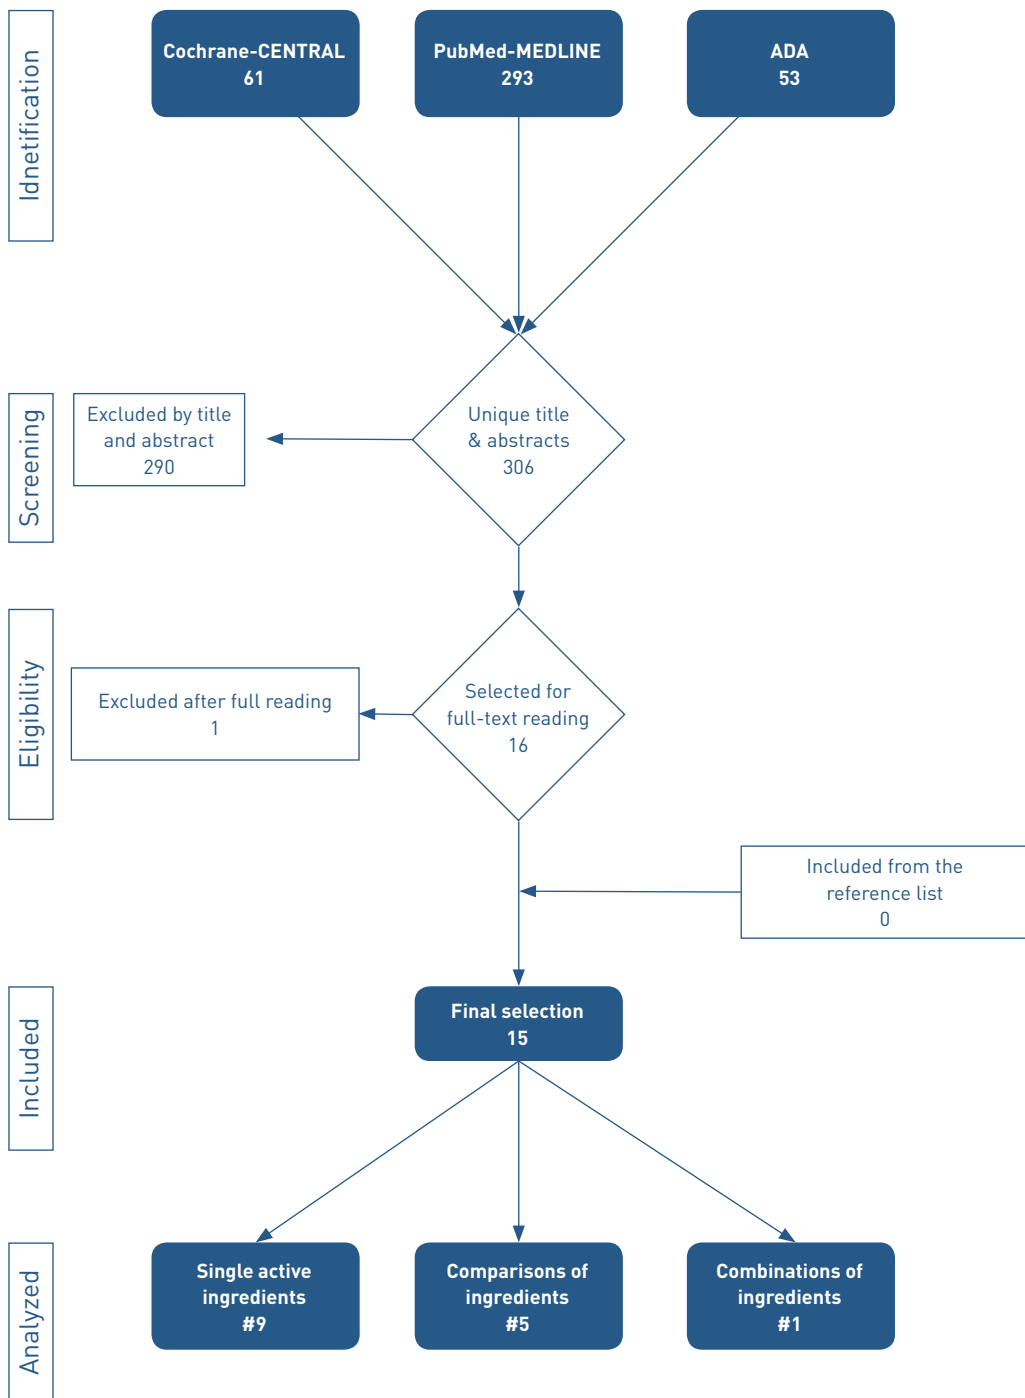 Idnetification
Cochrane-CENTRAL
61
PubMed-MEDLINE
293
ADA
53
Screening
Excluded by title
and abstract
290
Unique title
& abstracts
306
Eligibility
Excluded after full reading
1
Selected for
full-text reading
16
Included from the
reference list
0
Included
Final selection
15
Analyzed
Single active
ingredients
#9
Comparisons of
ingredients
#5
Combinations of
ingredients
#1